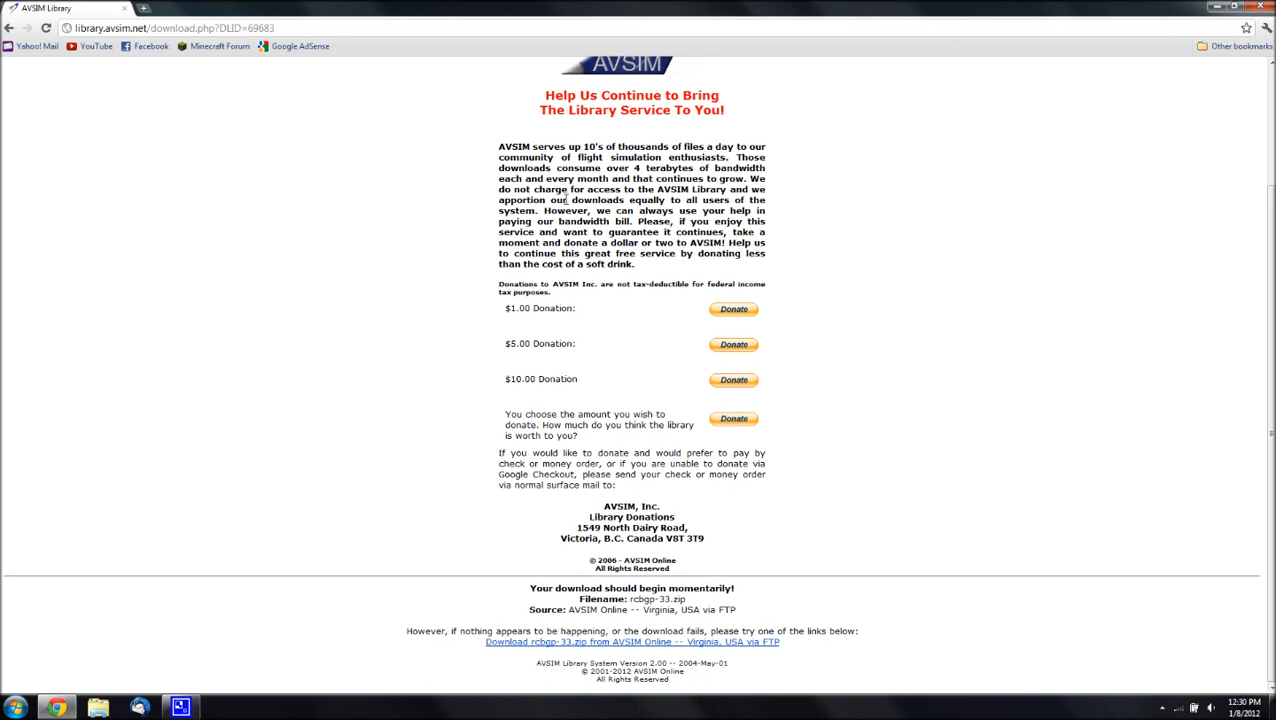 AVSIM Library
library.avsim.net/download.php?DLID=69683
Yahoo! Mail YouTube Facebook Minecraft Forum Google AdSense Other bookmarks
AVSIM
Help Us Continue to Bring
The Library Service To You!
AVSIM serves up 10's of thousands of files a day to our
community of flight simulation enthusiasts. Those
downloads consume over 4 terabytes of bandwidth
each and every month and that continues to grow. We
do not charge for access to the AVSIM Library and we
apportion our downloads equally to all users of the
system. However, we can always use your help in
paying our bandwidth bill. Please, if you enjoy this
service and want to guarantee it continues, take a
moment and donate a dollar or two to AVSIM! Help us
to continue this great free service by donating less
than the cost of a soft drink.
Donations to AVSIM Inc. are not tax-deductible for federal income
tax purposes.
$1.00 Donation: Donate
$5.00 Donation: Donate
$10.00 Donation Donate
You choose the amount you wish to
donate. How much do you think the library
is worth to you?
Donate
If you would like to donate and would prefer to pay by
check or money order, or if you are unable to donate via
Google Checkout, please send your check or money order
via normal surface mail to:
AVSIM, Inc.
Library Donations
1549 North Dairy Road,
Victoria, B.C. Canada V8T 3T9
© 2006 - AVSIM Online
All Rights Reserved
Your download should begin momentarily!
Filename: rcbgp-33.zip
Source: AVSIM Online -- Virginia, USA via FTP
However, if nothing appears to be happening, or the download fails, please try one of the links below:
Download rcbgp-33.zip from AVSIM Online -- Virginia, USA via FTP
AVSIM Library System Version 2.00 -- 2004-May-01
© 2001-2012 AVSIM Online
All Rights Reserved
12:30 PM
1/8/2012